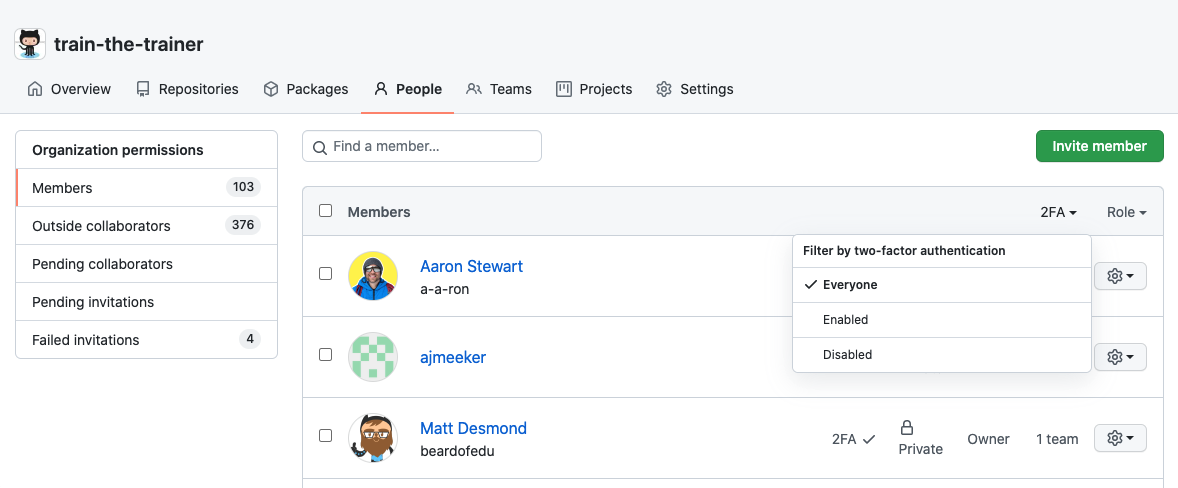 train-the-trainer
Overview Repositories Packages People Teams Projects Settings
Organization permissions
Members 103
Outside collaborators 376
Pending collaborators
Pending invitations
Failed invitations 4
Find a member...
Invite member
Members 2FA Role
Filter by two-factor authentication
Everyone
Enabled
Disabled
Aaron Stewart
a-a-ron
ajmeeker
Matt Desmond
beardofedu
2FA Private Owner 1 team